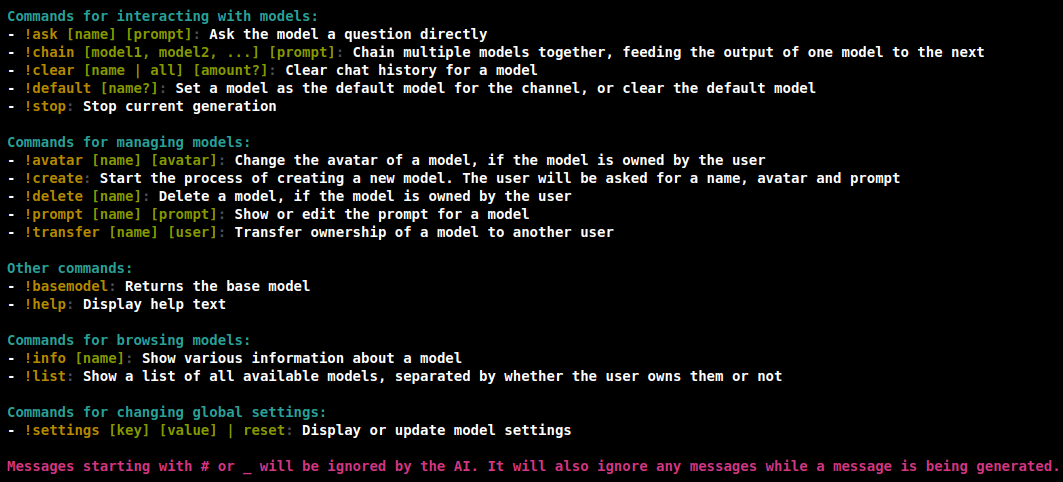 Commands for interacting with models:
- !ask [name] [prompt]: Ask the model a question directly
- !chain [model1, model2, ...] [prompt]: Chain multiple models together, feeding the output of one model to the next
- !clear [name | all] [amount?]: Clear chat history for a model
- !default [name?]: Set a model as the default model for the channel, or clear the default model
- !stop: Stop current generation

Commands for managing models:
- !avatar [name] [avatar]: Change the avatar of a model, if the model is owned by the user
- !create: Start the process of creating a new model. The user will be asked for a name, avatar and prompt
- !delete [name]: Delete a model, if the model is owned by the user
- !prompt [name] [prompt]: Show or edit the prompt for a model
- !transfer [name] [user]: Transfer ownership of a model to another user

Other commands:
- !basemodel: Returns the base model
- !help: Display help text

Commands for browsing models:
- !info [name]: Show various information about a model
- !list: Show a list of all available models, separated by whether the user owns them or not

Commands for changing global settings:
- !settings [key] [value] | reset: Display or update model settings

Messages starting with # or _ will be ignored by the AI. It will also ignore any messages while a message is being generated.